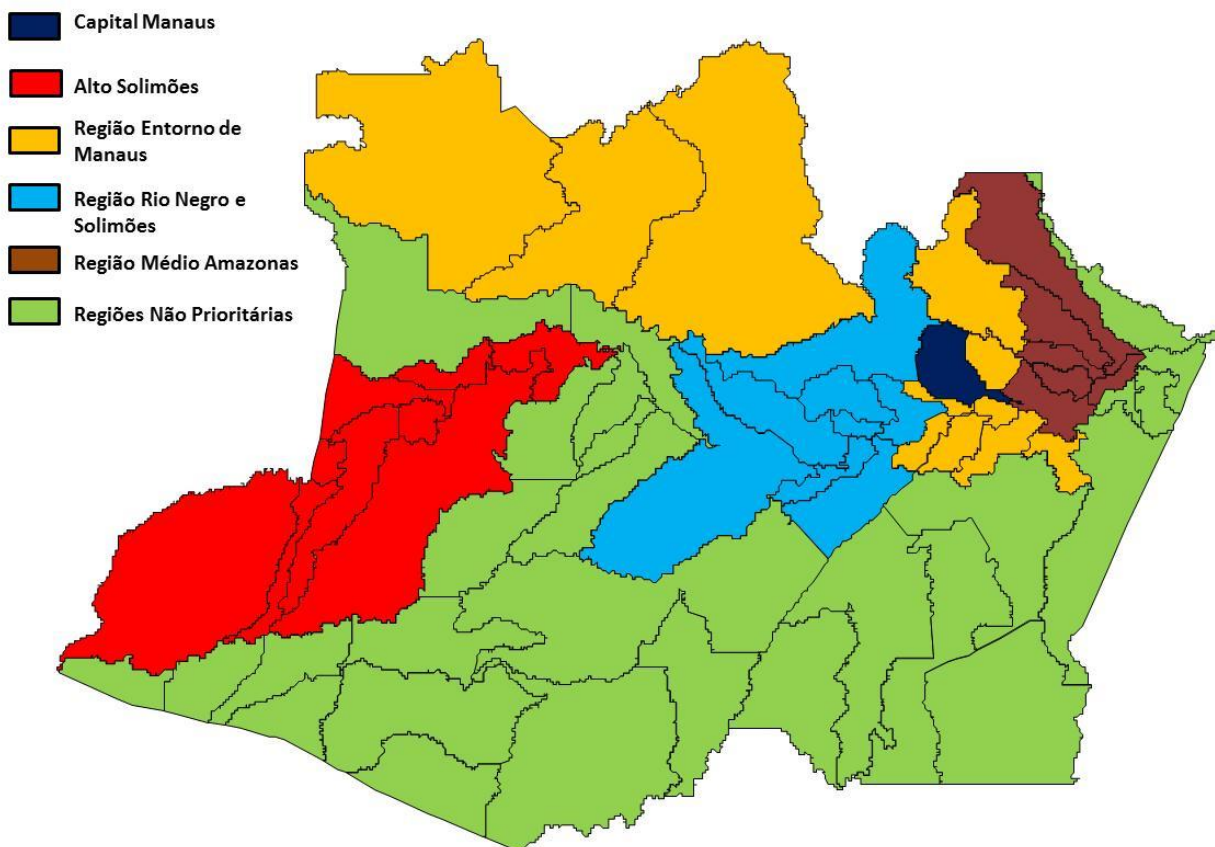 Capital Manaus
Alto Solimões
Região Entorno de
Manaus
Região Rio Negro e
Solimões
Região Médio Amazonas
Regiões Não Prioritárias